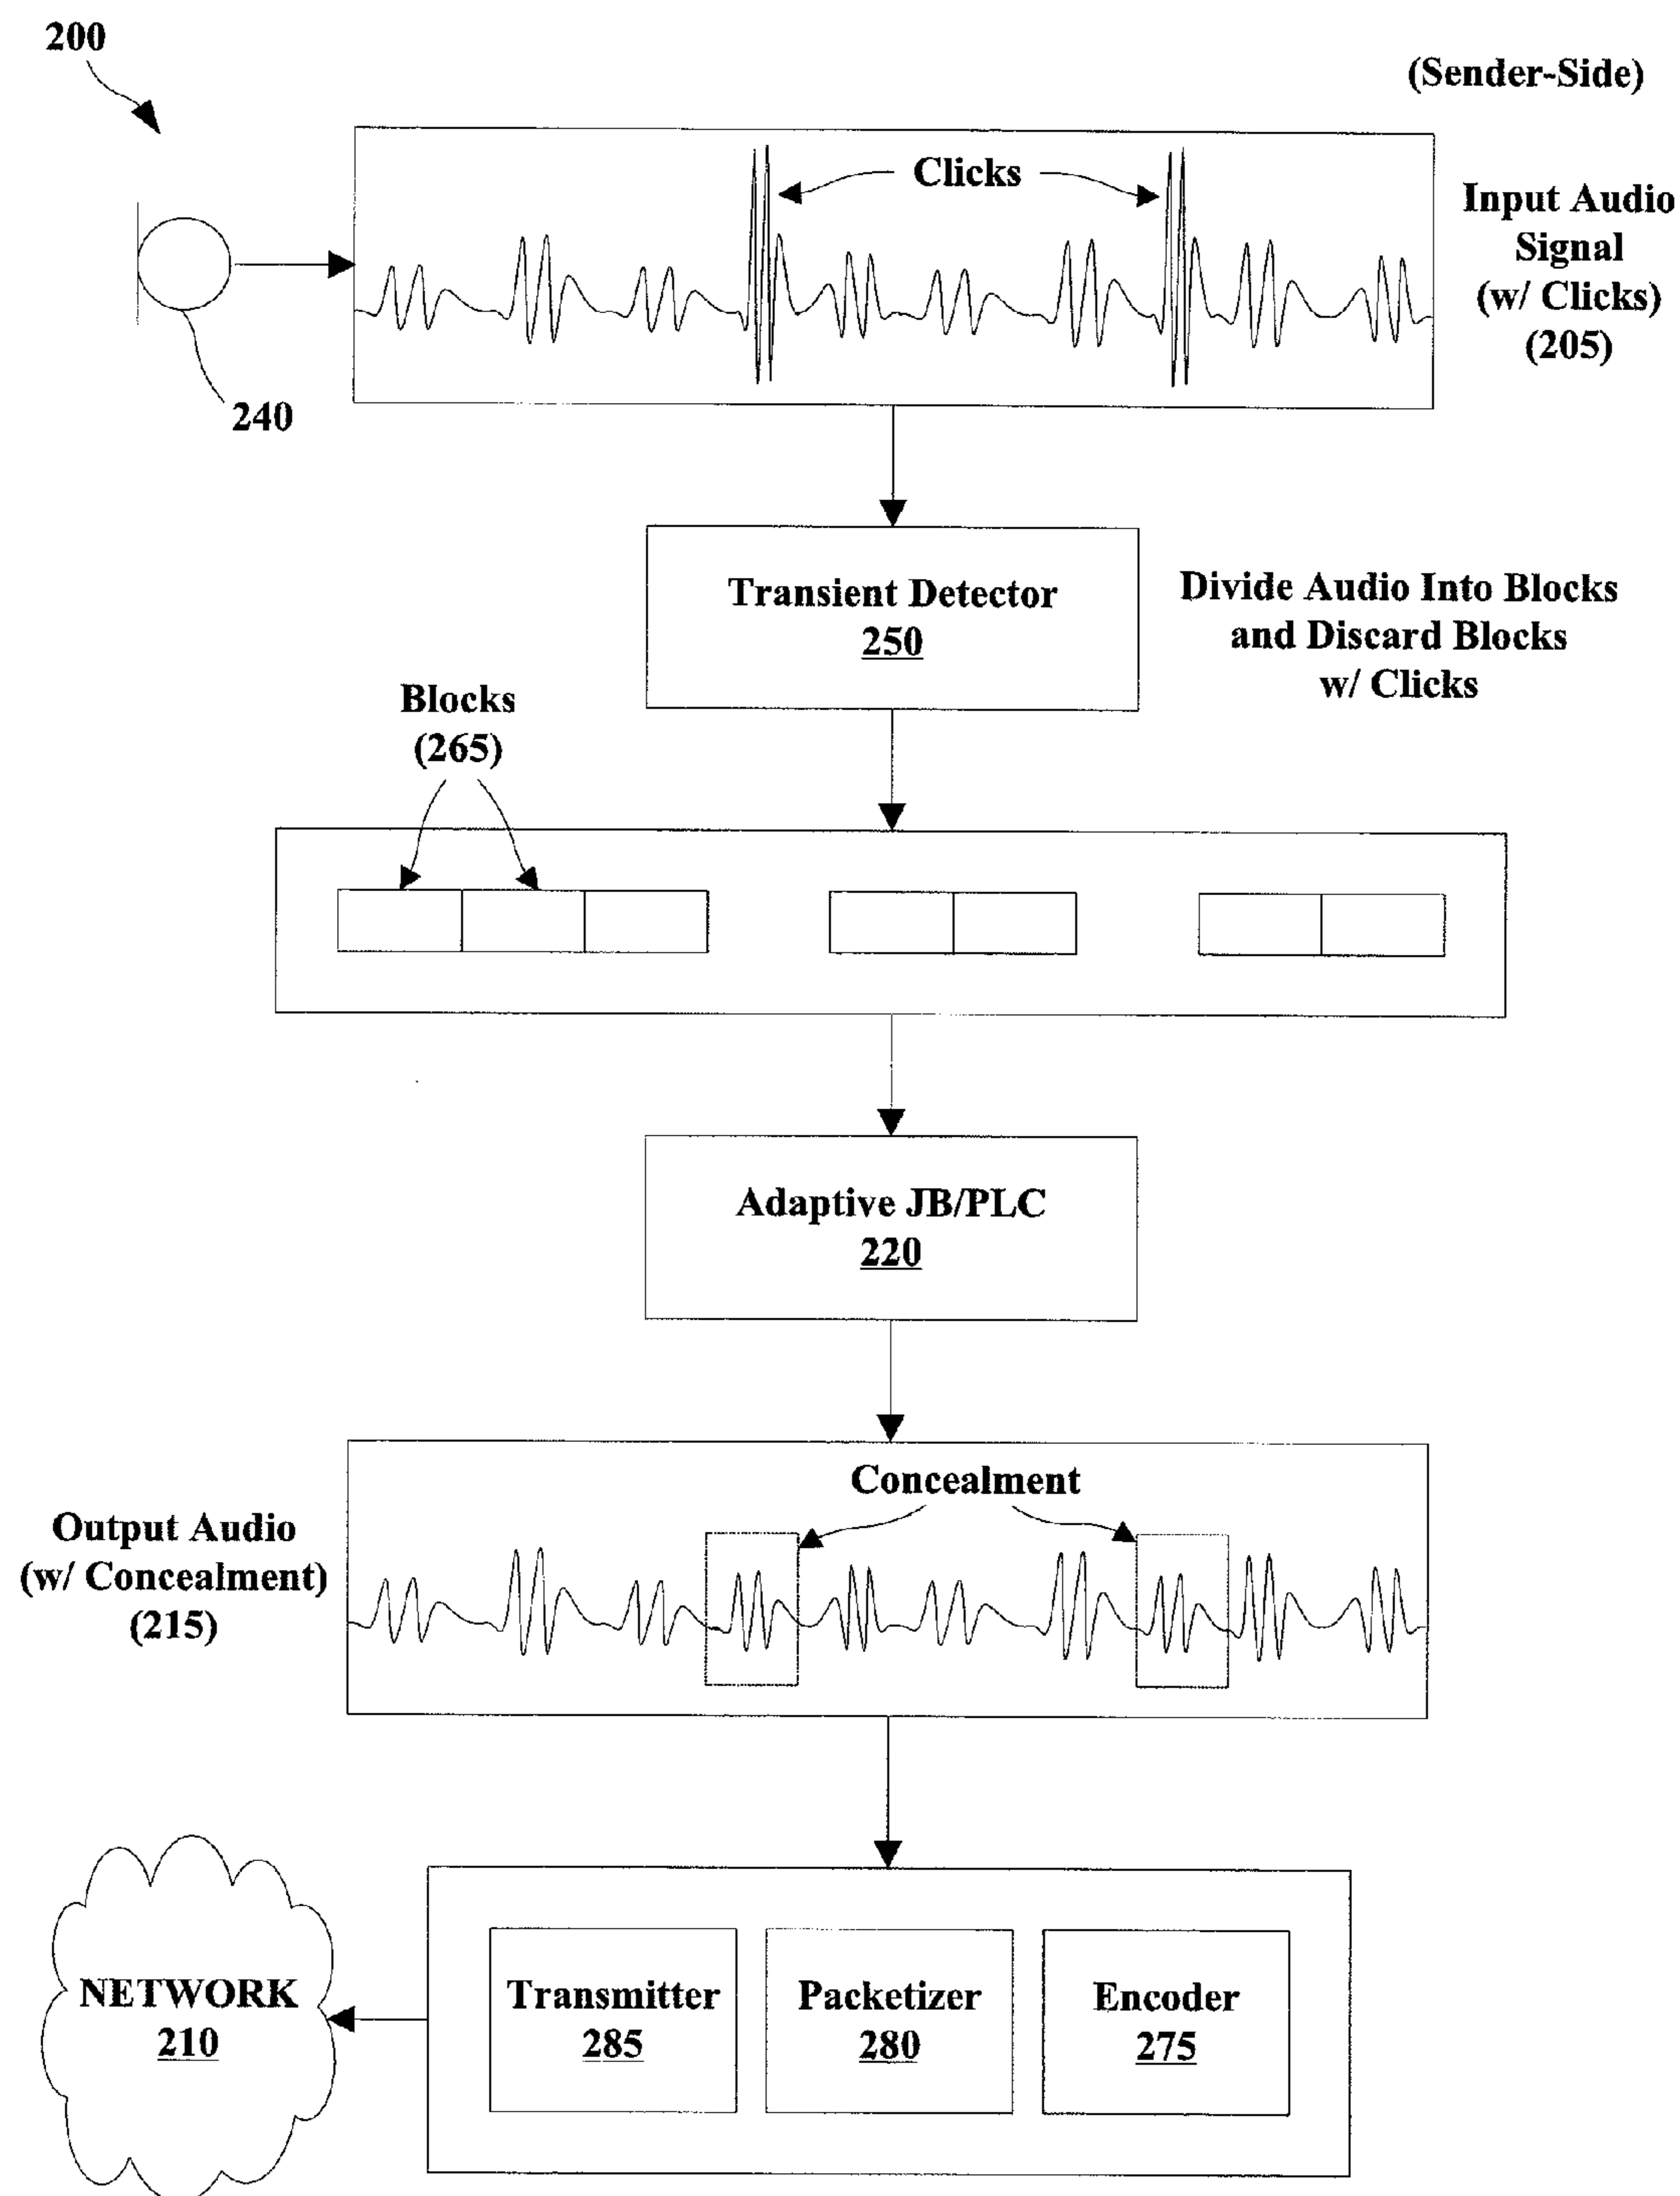 200
(Sender-Side)
Clicks
Input Audio
Signal
(w/ Clicks)
(205)
240
Transient Detector
250
Divide Audio Into Blocks
and Discard Blocks
w/ Clicks
Blocks
(265)
Adaptive JB/PLC
220
Concealment
Output Audio
(w/ Concealment)
(215)
NETWORK
210
Transmitter
285
Packetizer
280
Encoder
275